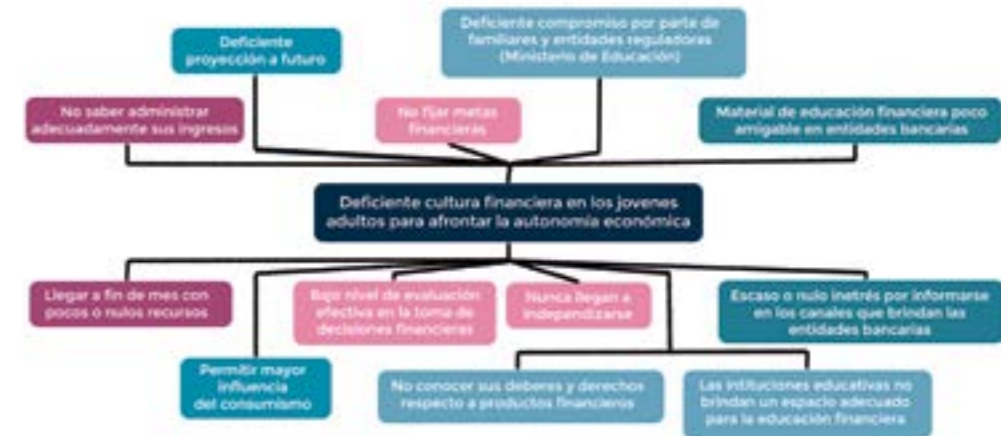 Deficiente
proyección a futuro
Deficiente compromiso por parte de
familiares y entidades reguladoras
(Ministerio de Educación)
No saber administrar
adecuadamente sus ingresos
No fijar metas
financieras
Material de educación financiera poco
amigable en entidades bancarias
Deficiente cultura financiera en los jovenes
adultos para afrontar la autonomía económica
Llegar a fin de mes con
pocos o nulos recursos
Bajo nivel de evaluación
efectiva en la toma de
decisiones financieras
Nunca llegan a
independizarse
Escaso o nulo inetrés por informarse
en los canales que brindan las
entidades bancarias
Permitir mayor
influencia
del consumismo
No conocer sus deberes y derechos
respecto a productos financieros
Las intituciones educativas no
brindan un espacio adecuado
para la educación financiera